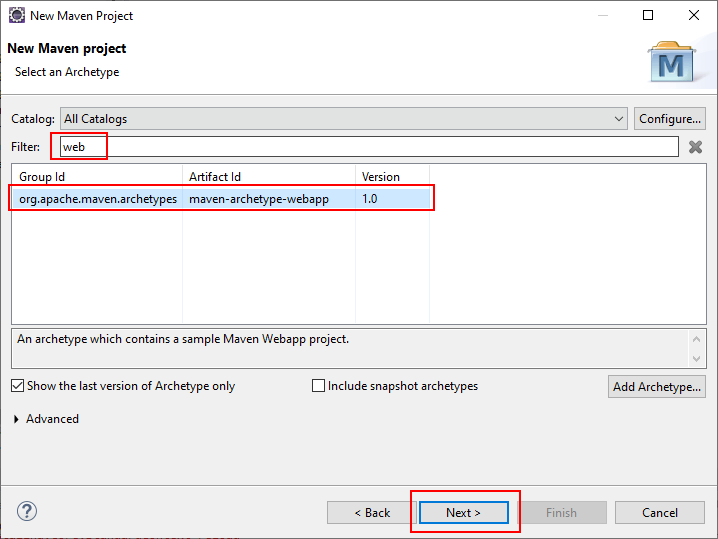 New Maven Project
New Maven project
Select an Archetype
M
Catalog: All Catalogs Configure...
Filter: web
Group Id Artifact Id Version
org.apache.maven.archetypes maven-archetype-webapp 1.0
An archetype which contains a sample Maven Webapp project.
Show the last version of Archetype only Include snapshot archetypes Add Archetype...
Advanced
? < Back Next > Finish Cancel